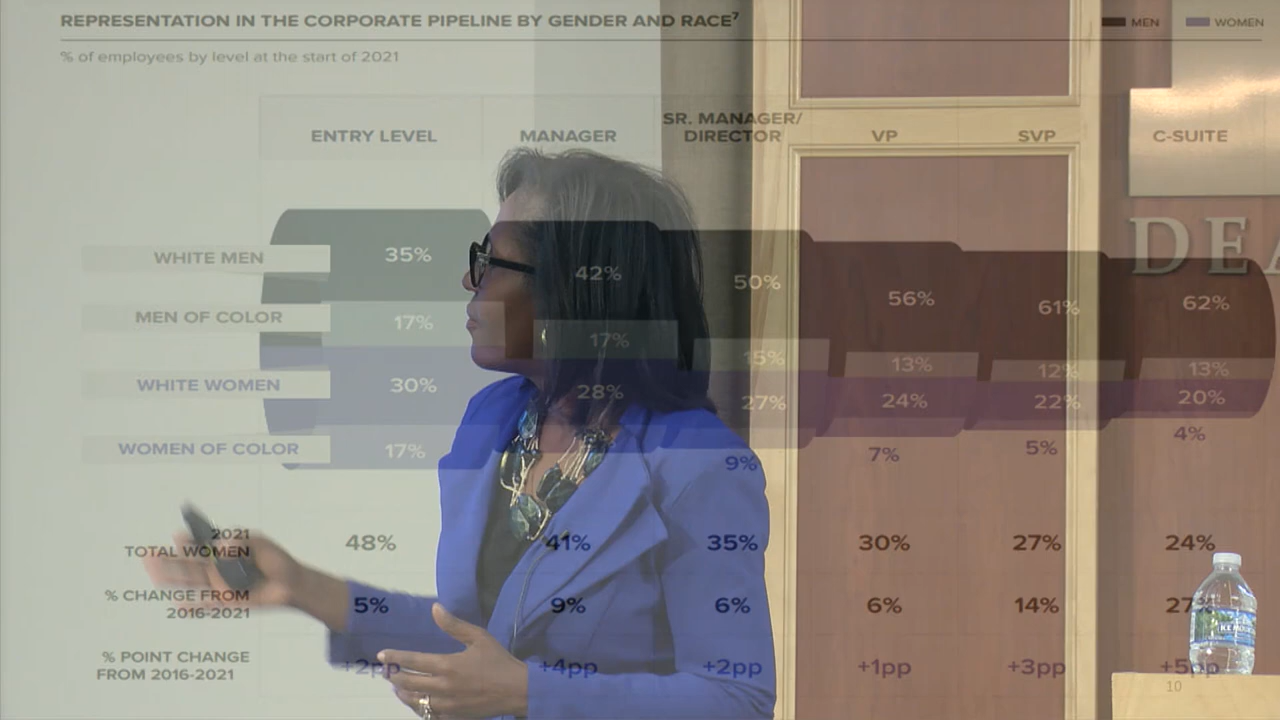 REPRESENTATION IN THE CORPORATE PIPELINE BY GENDER AND RACE⁷
MEN WOMEN
% of employees by level at the start of 2021
ENTRY LEVEL MANAGER SR. MANAGER/ DIRECTOR VP SVP C-SUITE
DEA
WHITE MEN 35% 42% 50% 56% 61% 62%
MEN OF COLOR 17% 17% 15% 13% 12% 13%
WHITE WOMEN 30% 28% 27% 24% 22% 20%
WOMEN OF COLOR 17% 9% 7% 5% 4%
2021
TOTAL WOMEN 48% 41% 35% 30% 27% 24%
% CHANGE FROM
2016-2021 5% 9% 6% 6% 14% 27%
% POINT CHANGE
FROM 2016-2021 +2pp +4pp +2pp +1pp +3pp +5pp
10